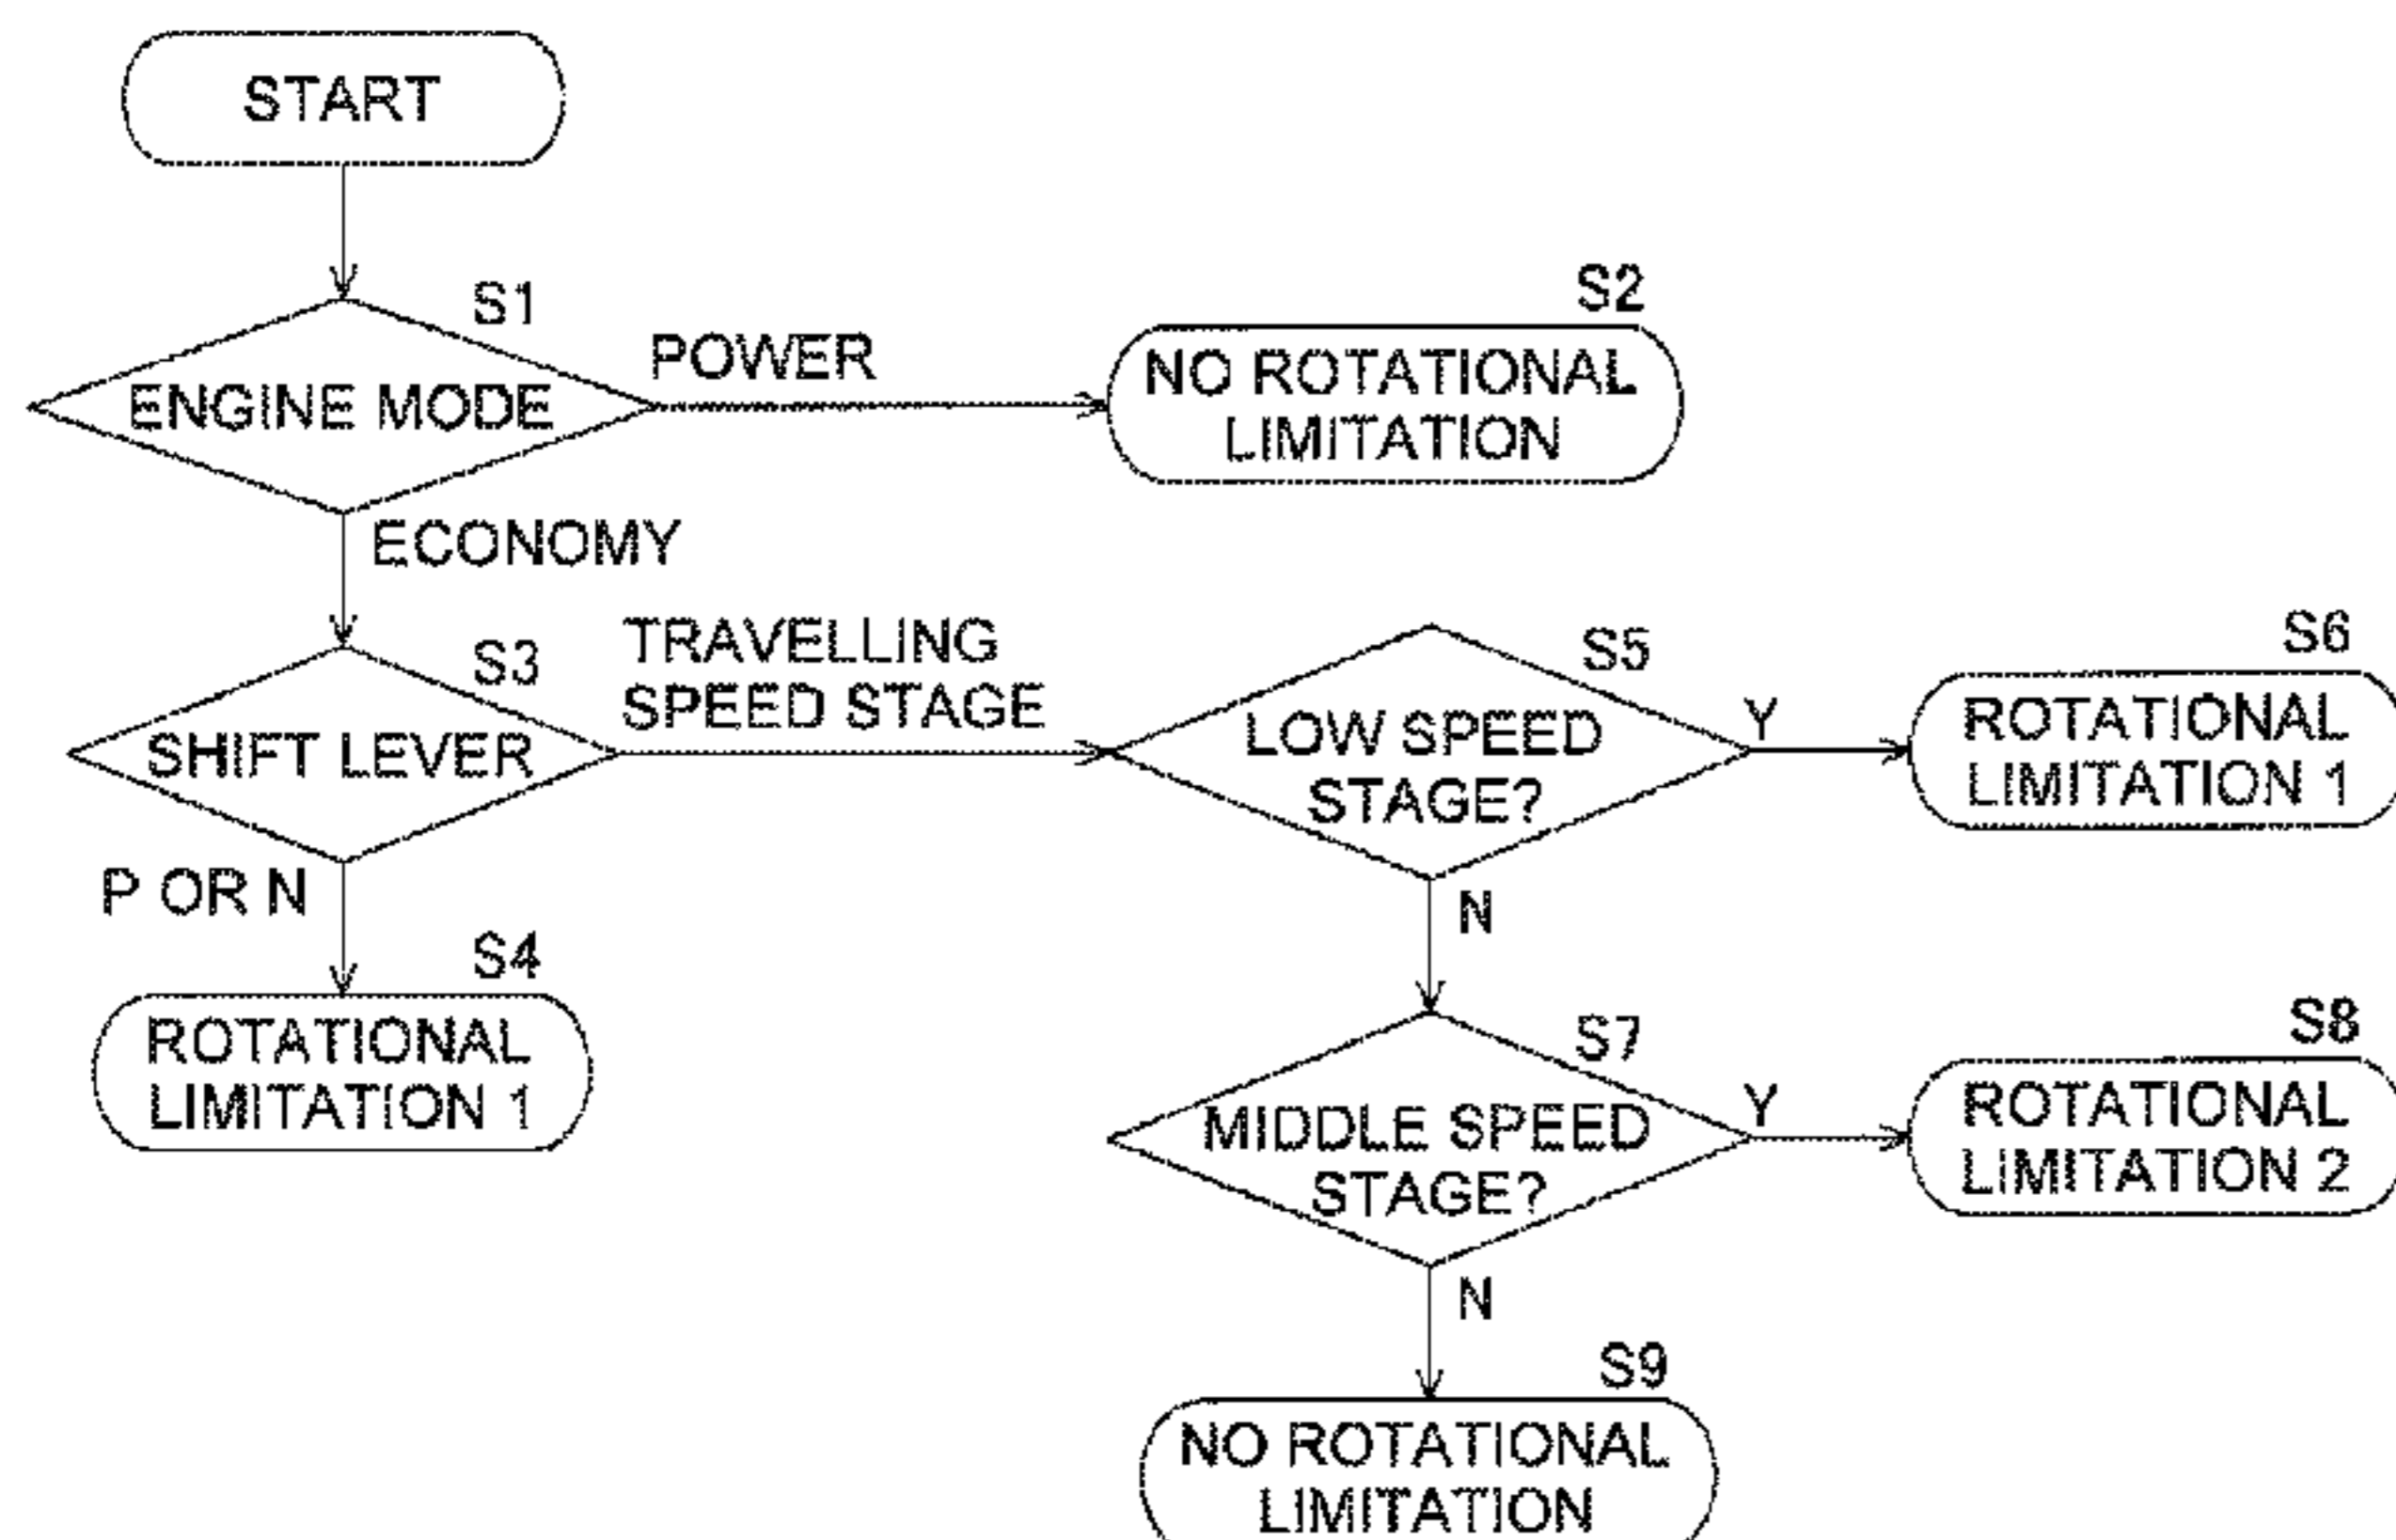 START
S1
ENGINE MODE
POWER
S2
NO ROTATIONAL
LIMITATION
ECONOMY
S3
SHIFT LEVER
TRAVELLING
SPEED STAGE
S5
LOW SPEED
STAGE?
Y
S6
ROTATIONAL
LIMITATION 1
P OR N
S4
ROTATIONAL
LIMITATION 1
N
S7
MIDDLE SPEED
STAGE?
Y
S8
ROTATIONAL
LIMITATION 2
N
S9
NO ROTATIONAL
LIMITATION